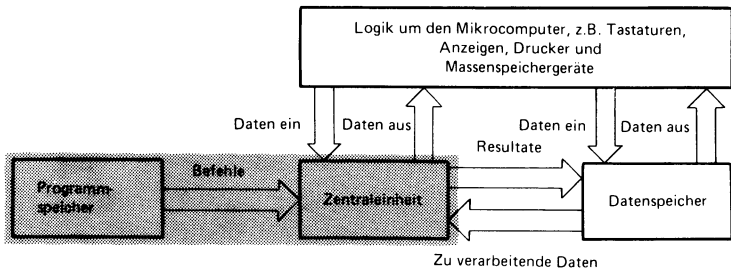 Logik um den Mikrocomputer, z.B. Tastaturen,
Anzeigen, Drucker und
Massenspeichergeräte
Daten ein
Daten aus
Daten ein
Daten aus
Befehle
Resultate
Programm-
speicher
Zentraleinheit
Datenspeicher
Zu verarbeitende Daten